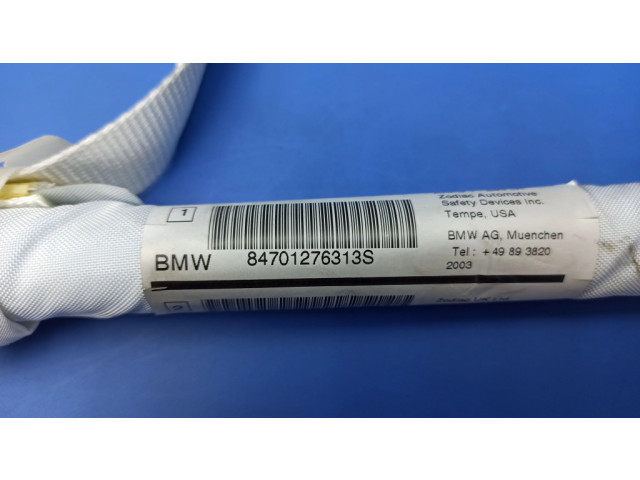 1
BMW 84701276313S
Zodiac Automotive
Safety Devices Inc.
Tempe, USA
BMW AG, Muenchen
Tel : +49 89 3820
2003